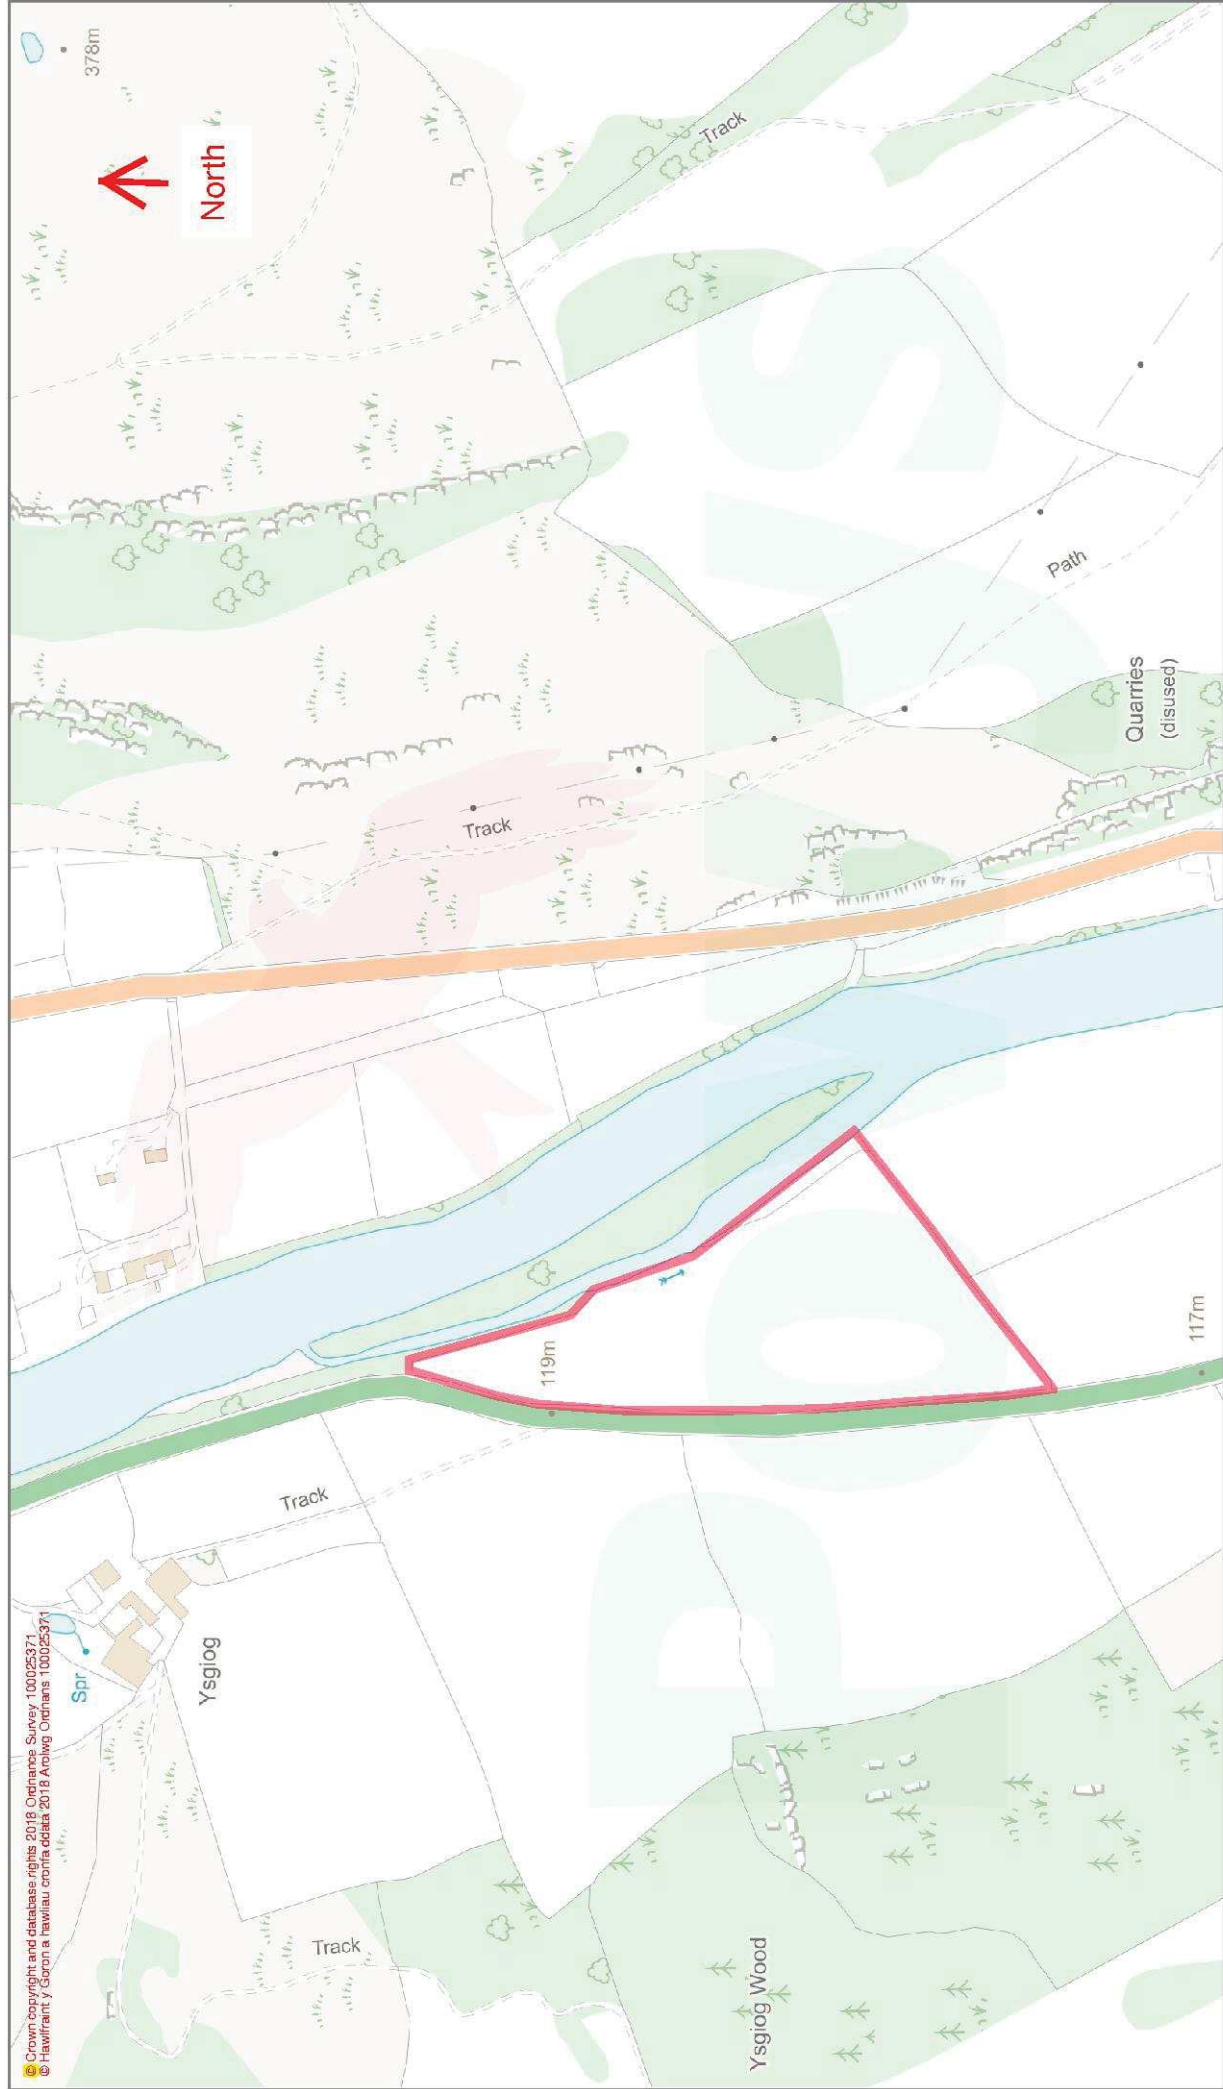 © Crown copyright and database rights 2018 Ordnance Survey 100025371
© Hawlfraint y Goron a hawliau cronfa ddata 2018 Arolwg Ordnans 100025371
Spr
378m
Ysgiog
North
Track
Track
Track
119m
Track
Ysgiog Wood
POWYS
Path
Quarries
(disused)
117m